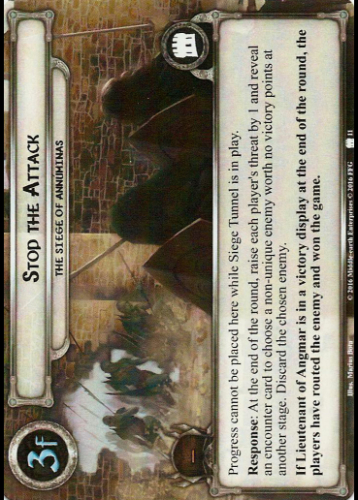 3F
STOP THE ATTACK
THE SIEGE OF ANNUMINAS
–
Progress cannot be placed here while Siege Tunnel is in play.
Response: At the end of the round, raise each player's threat by 1 and reveal
an encounter card to choose a non-unique enemy worth no victory points at
another stage. Discard the chosen enemy.
If Lieutenant of Angmar is in a victory display at the end of the round, the
players have routed the enemy and won the game.
Illus. Marius Bota
© 2016 Middle-earth Enterprises © 2016 FFG
11